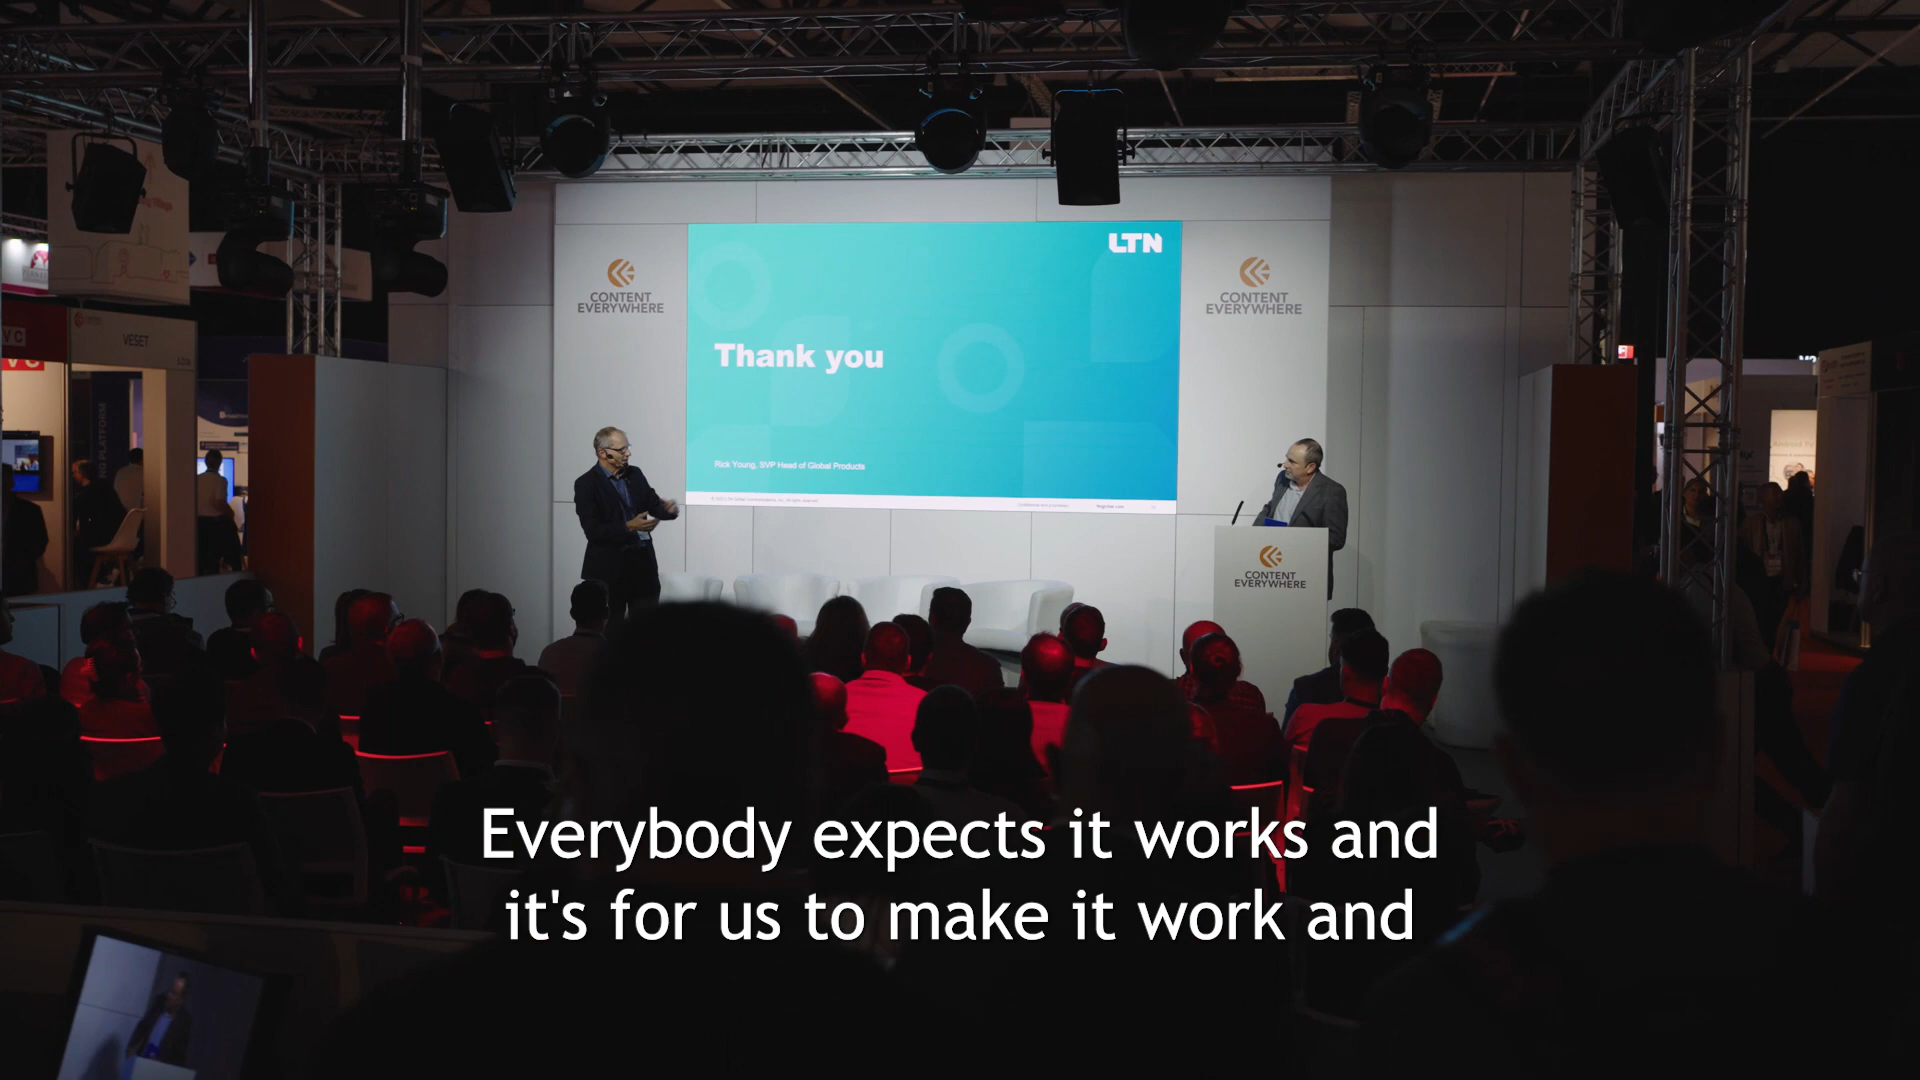 LTN
CONTENT
EVERYWHERE
CONTENT
EVERYWHERE
Thank you
Rick Young, SVP Head of Global Products
VESET
CONTENT
EVERYWHERE
Everybody expects it works and
it's for us to make it work and